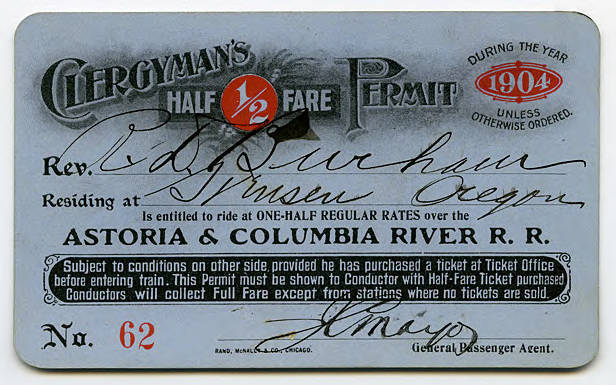 CLERGYMAN'S
HALF 1/2 FARE PERMIT
DURING THE YEAR
1904
UNLESS
OTHERWISE ORDERED.
Rev. R. D. Burham
Residing at Oregon
Is entitled to ride at ONE-HALF REGULAR RATES over the
ASTORIA & COLUMBIA RIVER R. R.
Subject to conditions on other side, provided he has purchased a ticket at Ticket Office
before entering train. This Permit must be shown to Conductor with Half-Fare Ticket purchased
Conductors will collect Full Fare except from stations where no tickets are sold.
No. 62
Mayo
RAND, McNALLY & CO., CHICAGO.
General Passenger Agent.